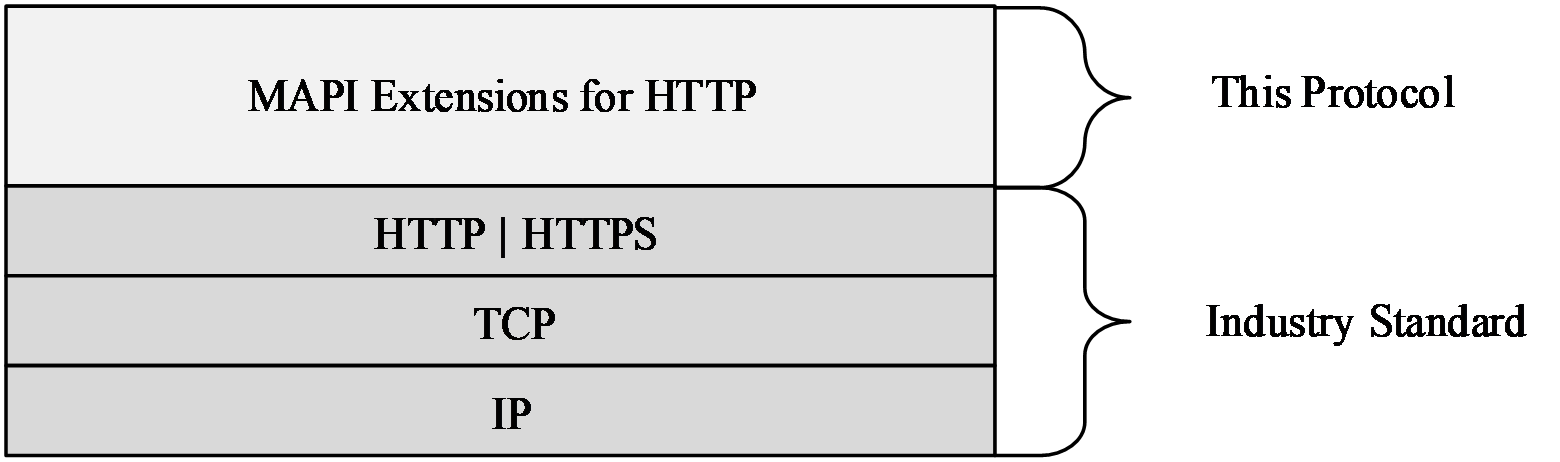 MAPI Extensions for HTTP
This Protocol
HTTP | HTTPS
TCP
Industry Standard
IP